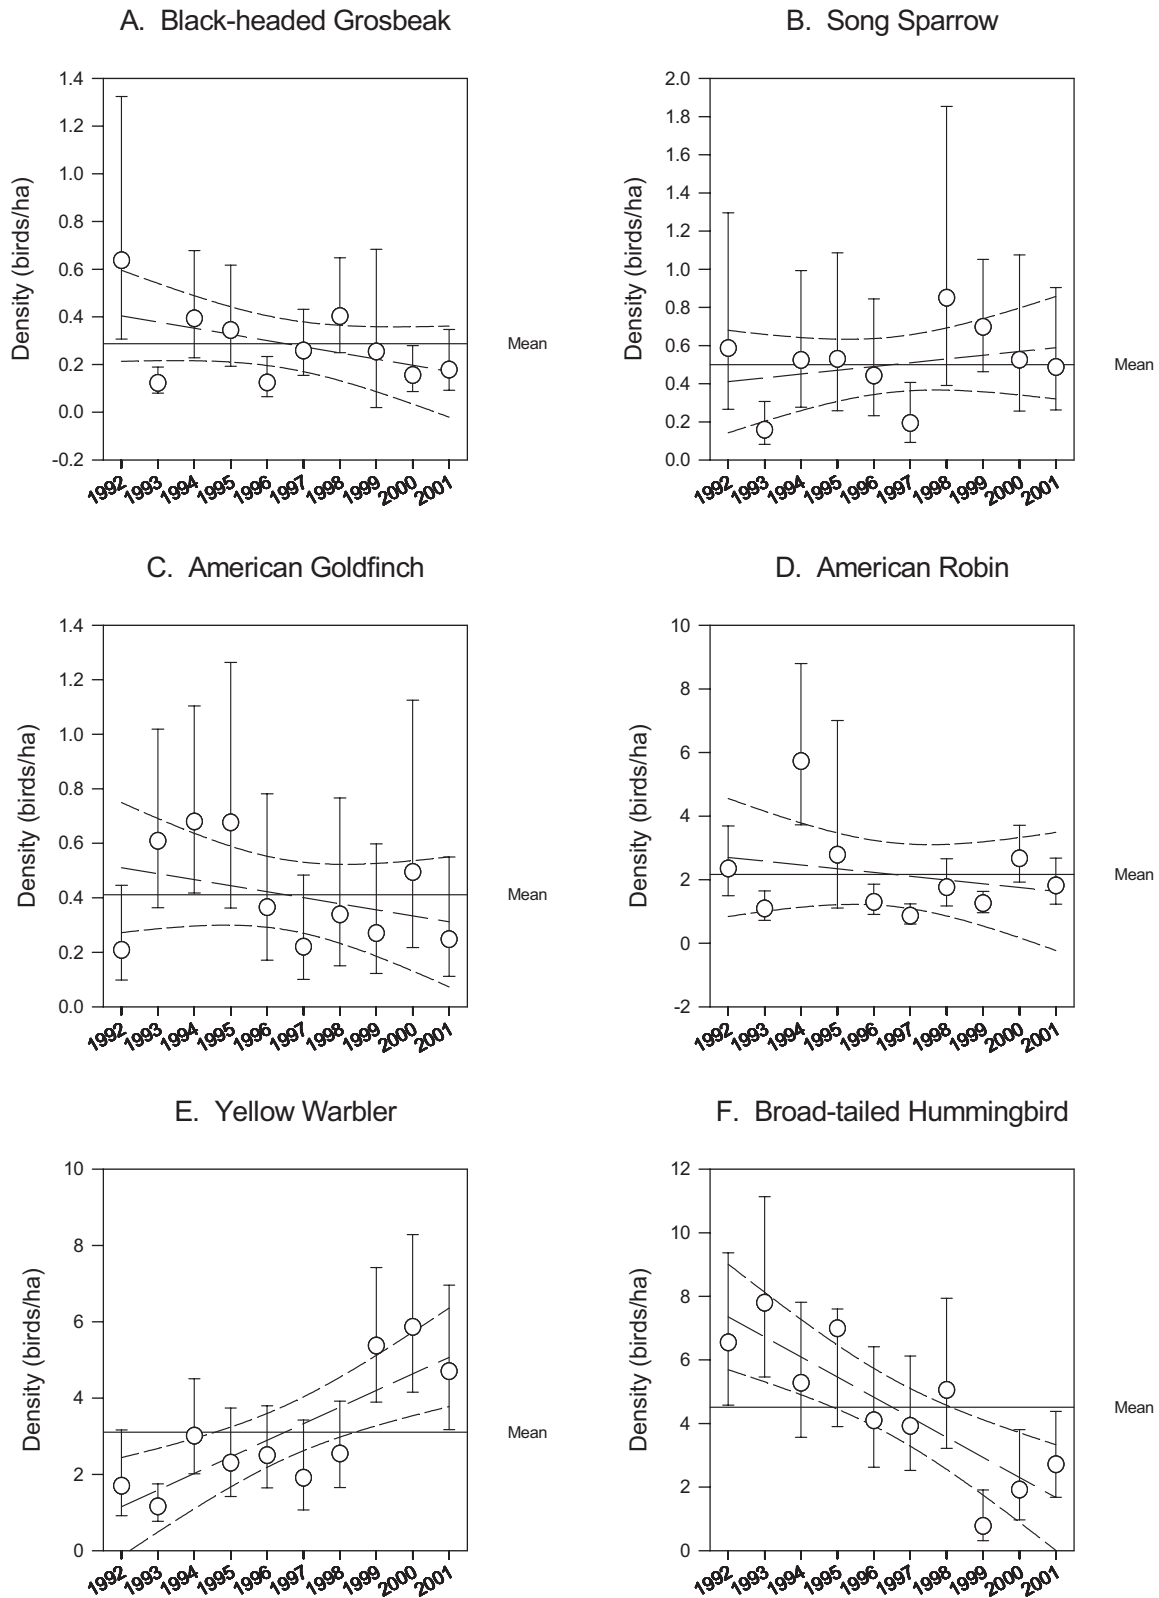 A. Black-headed Grosbeak
1.4
1.2
1.0
0.8
0.6
0.4
0.2
0.0
-0.2
Density (birds/ha)
Mean
1992 1993 1994 1995 1996 1997 1998 1999 2000 2001
B. Song Sparrow
2.0
1.8
1.6
1.4
1.2
1.0
0.8
0.6
0.4
0.2
0.0
Density (birds/ha)
Mean
1992 1993 1994 1995 1996 1997 1998 1999 2000 2001
C. American Goldfinch
1.4
1.2
1.0
0.8
0.6
0.4
0.2
0.0
Density (birds/ha)
Mean
1992 1993 1994 1995 1996 1997 1998 1999 2000 2001
D. American Robin
10
8
6
4
2
0
-2
Density (birds/ha)
Mean
1992 1993 1994 1995 1996 1997 1998 1999 2000 2001
E. Yellow Warbler
10
8
6
4
2
0
Density (birds/ha)
Mean
1992 1993 1994 1995 1996 1997 1998 1999 2000 2001
F. Broad-tailed Hummingbird
12
10
8
6
4
2
0
Density (birds/ha)
Mean
1992 1993 1994 1995 1996 1997 1998 1999 2000 2001